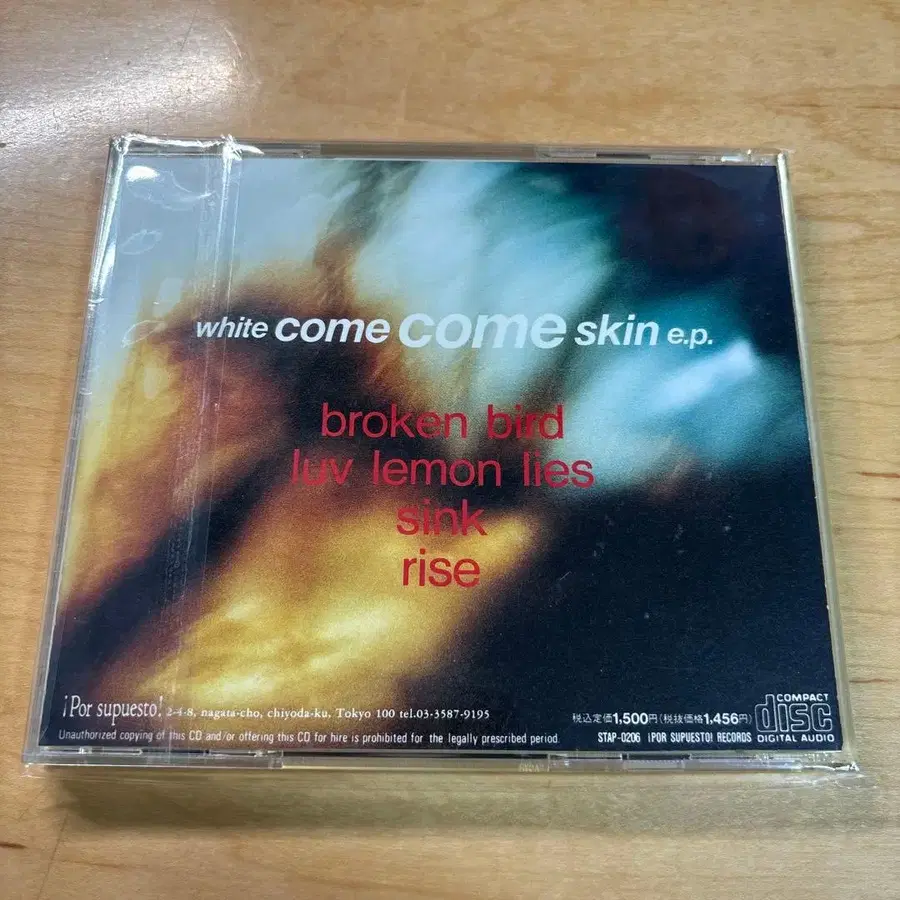 white come come skin e.p.
broken bird
luv lemon lies
sink
rise
¡Por supuesto! 2-4-8, nagata-cho, chiyoda-ku. Tokyo 100 tel.03-3587-9195
Unauthorized copying of this CD and/or offering this CD for hire is prohibited for the legally prescribed period.
税込定価1,500円(税抜価格1,456円)
STAP-0206 ¡POR SUPUESTO! RECORDS
COMPACT
disc
DIGITAL AUDIO